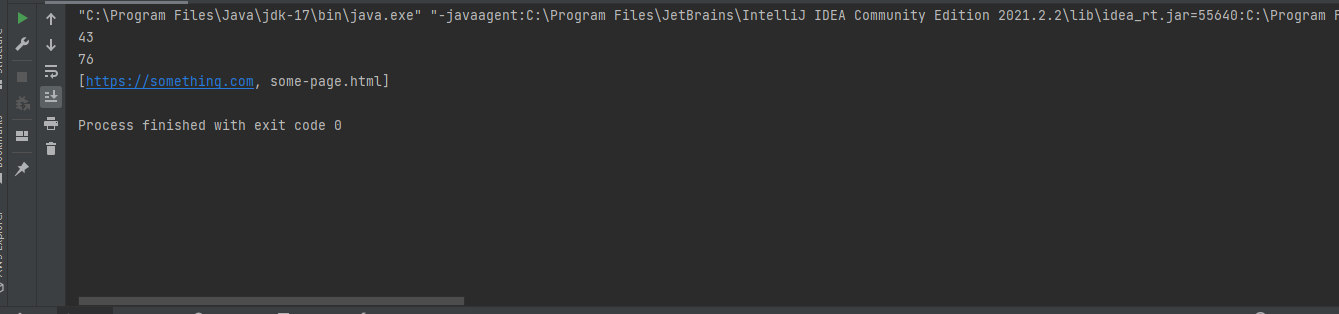 "C:\Program Files\Java\jdk-17\bin\java.exe" "-javaagent:C:\Program Files\JetBrains\IntelliJ IDEA Community Edition 2021.2.2\lib\idea_rt.jar=55640:C:\Program F
43
76
[https://something.com, some-page.html]
Process finished with exit code 0